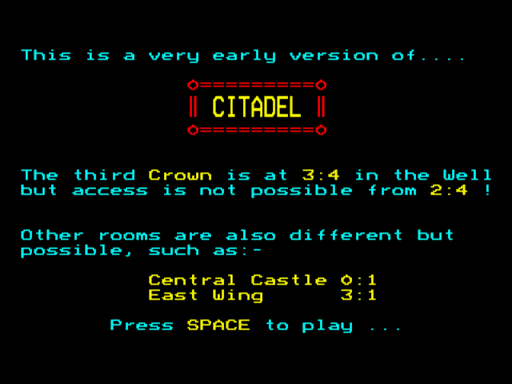 This is a very early version of....
o=========o
‖ CITADEL ‖
o=========o
The third Crown is at 3:4 in the Well
but access is not possible from 2:4 !
Other rooms are also different but
possible, such as:-
Central Castle 0:1
East Wing 3:1
Press SPACE to play ...